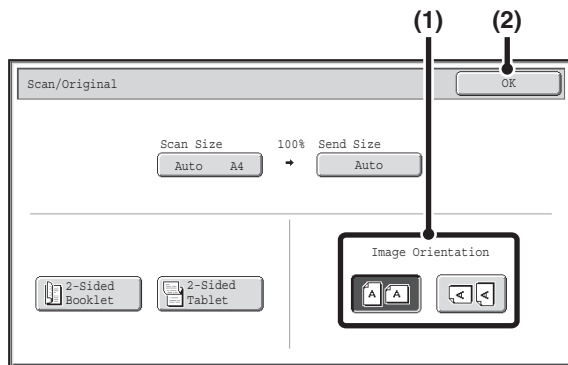 (1) (2)
Scan/Original OK
Scan Size 100% Send Size
Auto A4 Auto
Image Orientation
2-Sided
Booklet
2-Sided
Tablet
A A A A